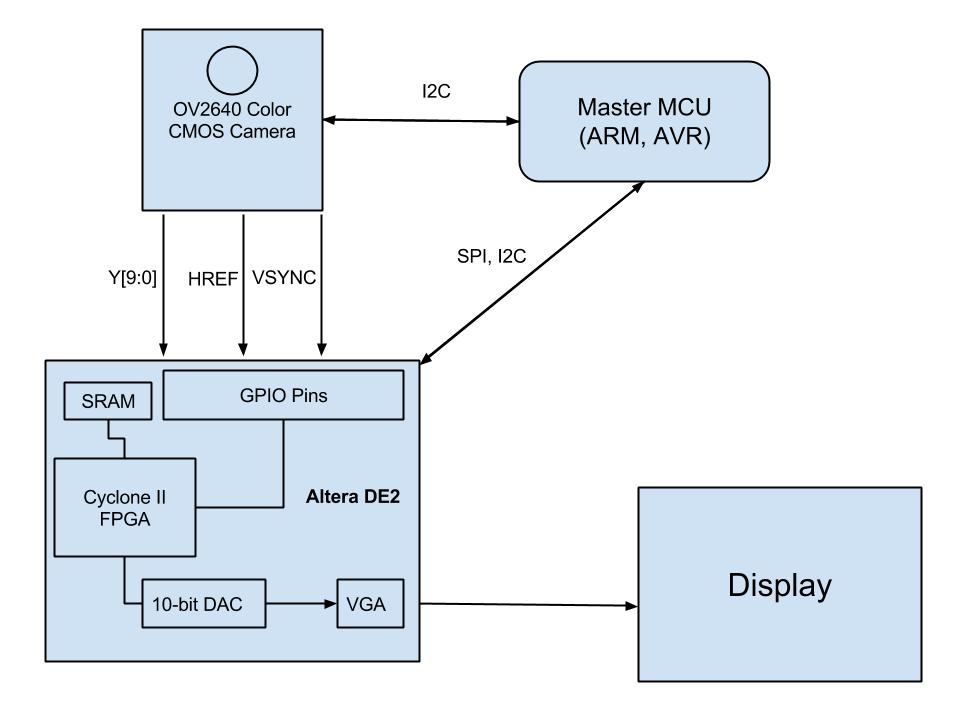 OV2640 Color
CMOS Camera
I2C
Master MCU
(ARM, AVR)
Y[9:0]
HREF
VSYNC
SPI, I2C
SRAM
GPIO Pins
Cyclone II
FPGA
Altera DE2
10-bit DAC
VGA
Display